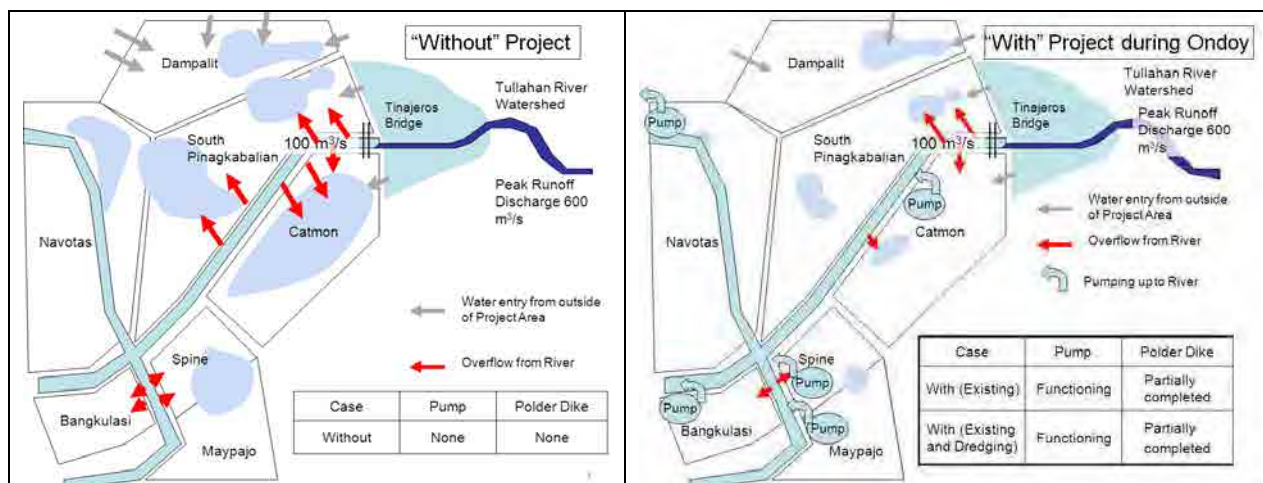 "Without" Project
Dampalit
Tullahan River
Watershed
Tinajeros
Bridge
South
Pinagkabalian
100 m³/s
Peak Runoff
Discharge 600
m³/s
Navotas
Catmon
Water entry from outside
of Project Area
Spine
Overflow from River
Bangkulasi
Maypajo
Case Pump Polder Dike
Without None None
"With" Project during Ondoy
Dampalit
Tullahan River
Watershed
Pump
Tinajeros
Bridge
Peak Runoff
Discharge 600
m³/s
South
Pinagkabalian
100 m³/s
Pump
Water entry from outside
of Project Area
Navotas
Catmon
Overflow from River
Pumping upto River
Spine
Pump
Pump
Bangkulasi
Pump
Maypajo
Case Pump Polder Dike
With (Existing) Functioning Partially
completed
With (Existing
and Dredging) Functioning Partially
completed